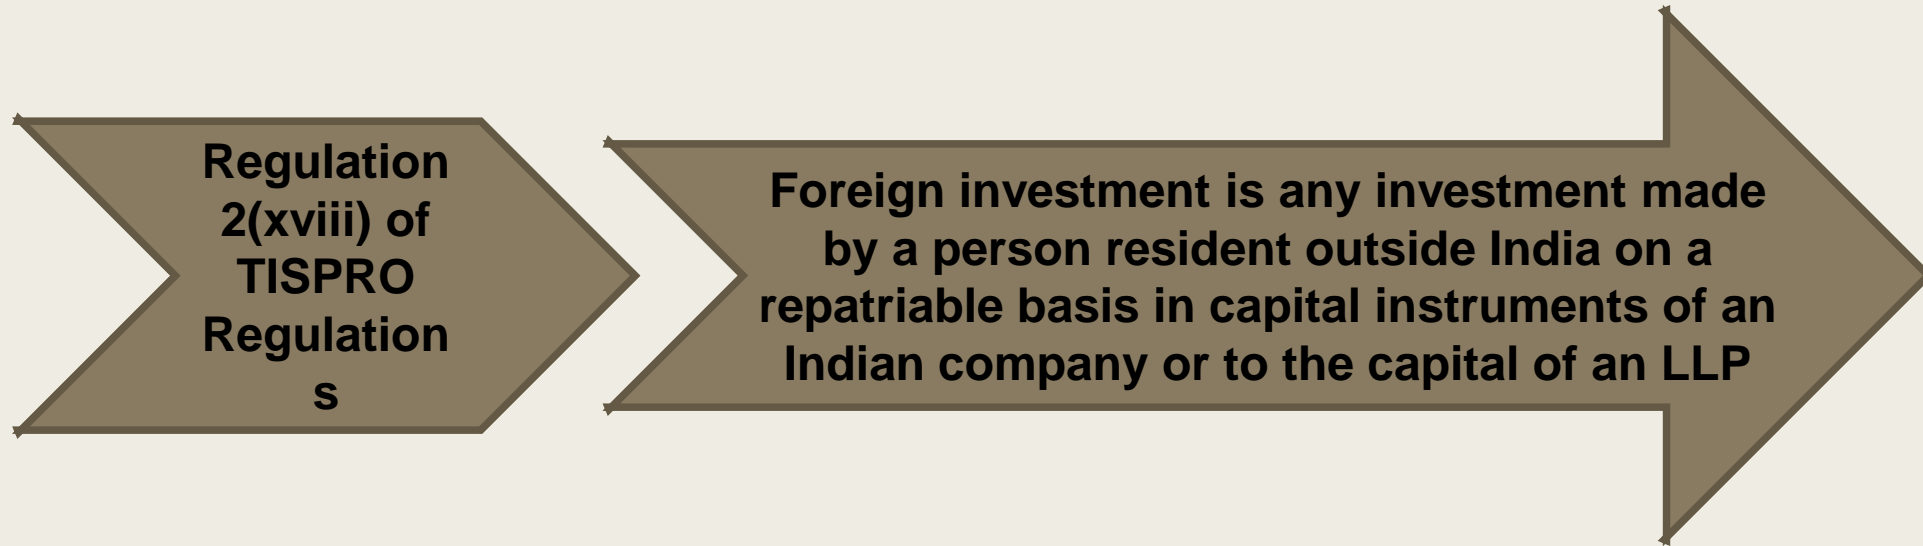 Regulation
2(xviii) of
TISPRO
Regulation
s
Foreign investment is any investment made
by a person resident outside India on a
repatriable basis in capital instruments of an
Indian company or to the capital of an LLP